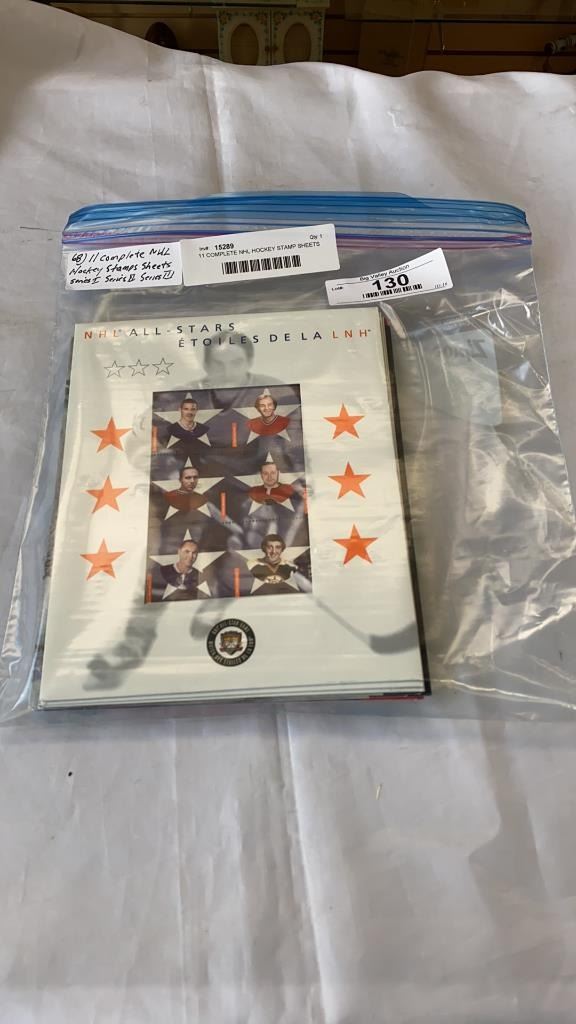 68) 11 complete NHL
Hockey Stamps Sheets
series I Series II Series III
Inv# 15289 Qty 1
11 COMPLETE NHL HOCKEY STAMP SHEETS
Big Valley Auction
Lot# 130
NHL* ALL-STARS
ÉTOILES DE LA LNH*
Ziploc